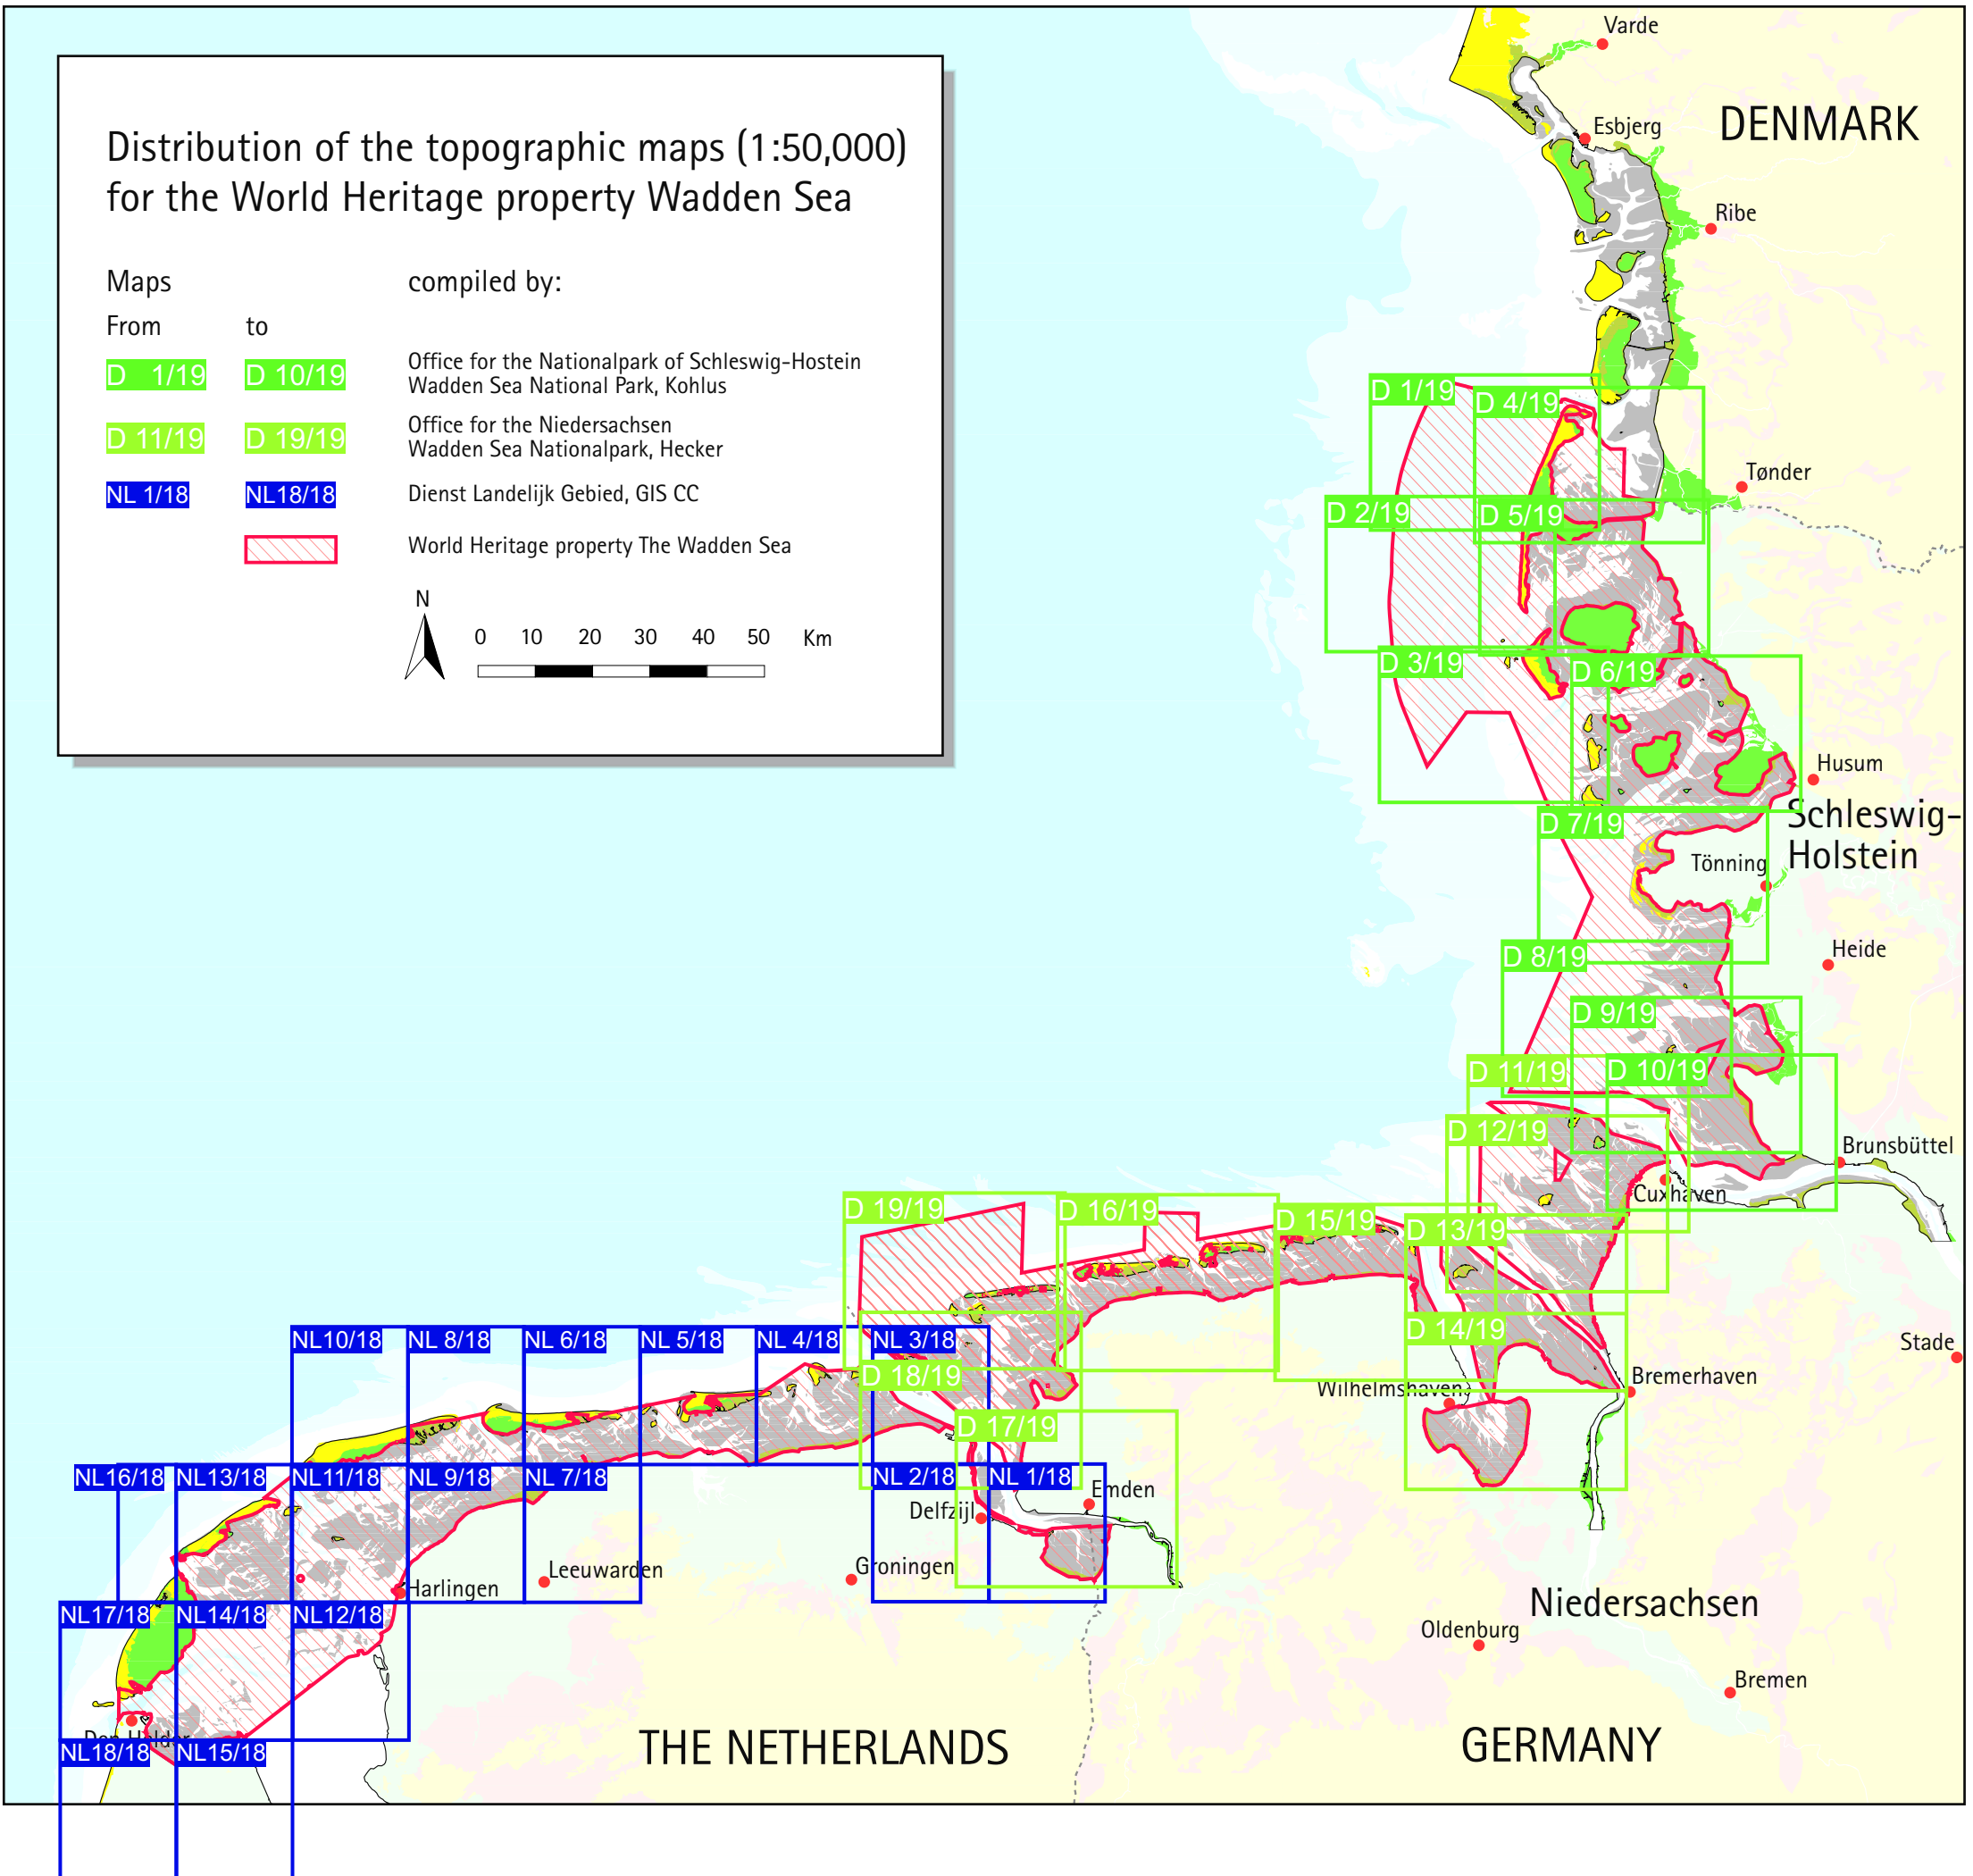 Distribution of the topographic maps (1:50,000)
for the World Heritage property Wadden Sea
Maps compiled by:
From to
D 1/19 D 10/19 Office for the Nationalpark of Schleswig-Hostein
Wadden Sea National Park, Kohlus
D 11/19 D 19/19 Office for the Niedersachsen
Wadden Sea Nationalpark, Hecker
NL 1/18 NL18/18 Dienst Landelijk Gebied, GIS CC
World Heritage property The Wadden Sea
N
0 10 20 30 40 50 Km
Varde
DENMARK
Esbjerg
Ribe
D 1/19
D 4/19
Tønder
D 2/19
D 5/19
D 3/19
D 6/19
Husum
Schleswig-
Holstein
D 7/19
Tönning
Heide
D 8/19
D 9/19
D 11/19
D 10/19
D 12/19
Brunsbüttel
Cuxhaven
D 19/19
D 16/19
D 15/19
D 13/19
D 14/19
Stade
NL10/18
NL 8/18
NL 6/18
NL 5/18
NL 4/18
NL 3/18
D 18/19
Bremerhaven
Wilhelmshaven
D 17/19
NL16/18
NL13/18
NL11/18
NL 9/18
NL 7/18
NL 2/18
NL 1/18
Emden
Delfzijl
Groningen
Leeuwarden
Harlingen
NL17/18
NL14/18
NL12/18
Niedersachsen
Oldenburg
Bremen
Den Helder
THE NETHERLANDS
GERMANY
NL18/18
NL15/18